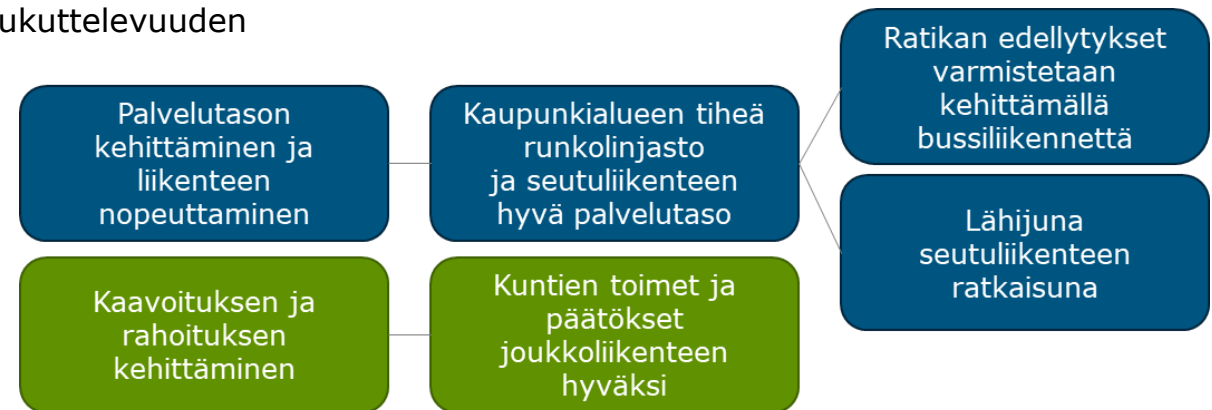 ukuttelevuuden
Palvelutason
kehittäminen ja
liikenteen
nopeuttaminen
Kaupunkialueen tiheä
runkolinjasto
ja seutuliikenteen
hyvä palvelutaso
Ratikan edellytykset
varmistetaan
kehittämällä
bussiliikennettä
Lähijuna
seutuliikenteen
ratkaisuna
Kaavoituksen ja
rahoituksen
kehittäminen
Kuntien toimet ja
päätökset
joukkoliikenteen
hyväksi